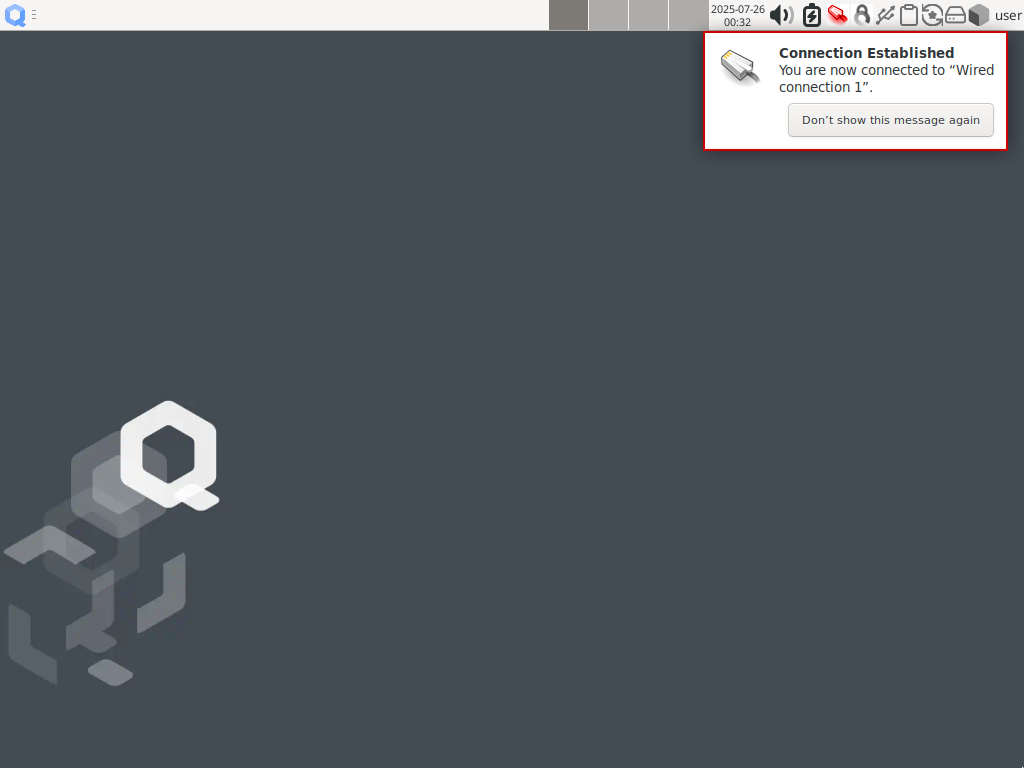 2025-07-26
00:32
user
Connection Established
You are now connected to “Wired
connection 1”.
Don’t show this message again